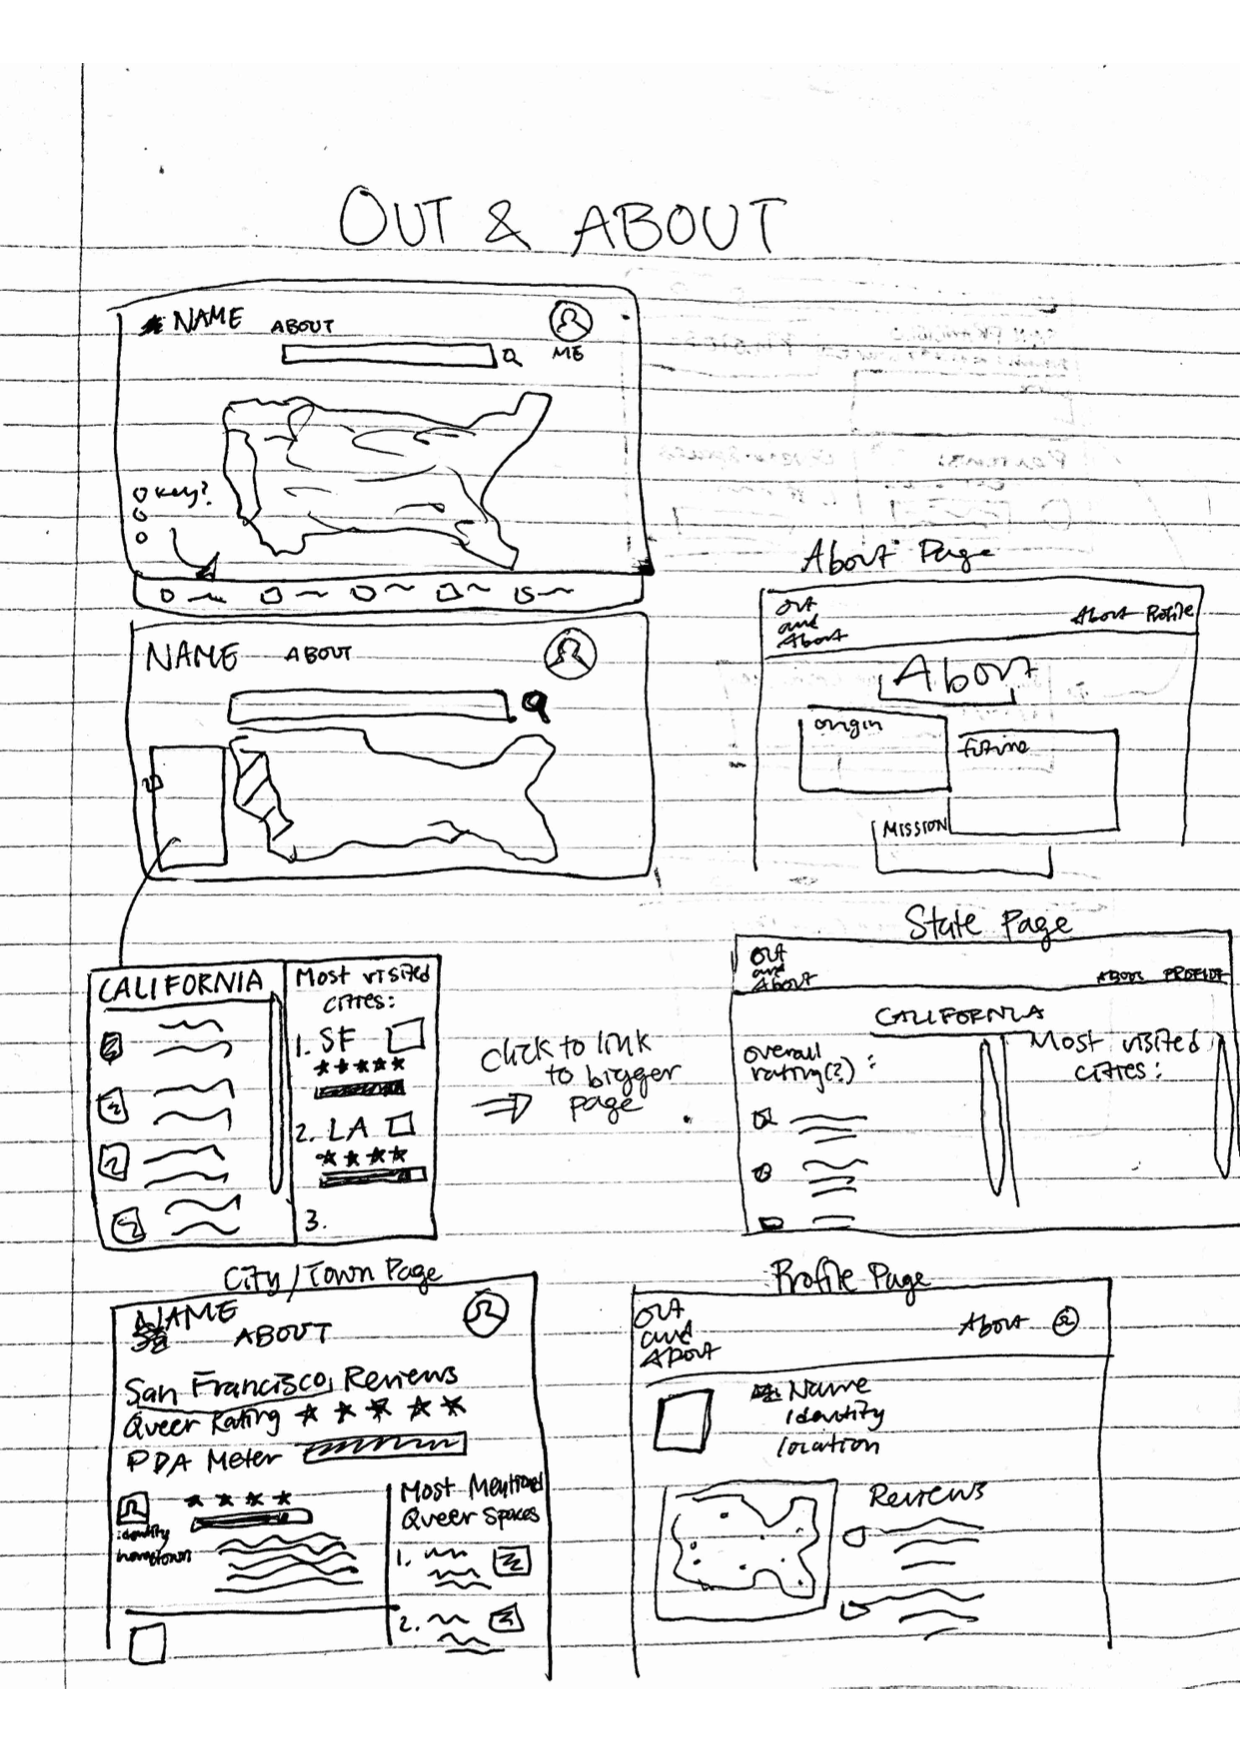 OUT & ABOUT
NAME ABOUT
ME
key?
NAME ABOUT
About Page
out
and
About
About Profile
About
origin
future
MISSION
CALIFORNIA
Most visited
cities:
1. SF
2. LA
3.
click to link
to bigger
page
State Page
out
and
About
ABOUT PROFILE
CALIFORNIA
overall
rating(?) :
Most visited
cities:
City/Town Page
NAME
ABOUT
San Francisco, Reviews
Queer Rating
PDA Meter
identity
hometown
Most Mentioned
Queer Spaces
1.
2.
Profile Page
out
and
About
About
Name
identity
location
Reviews